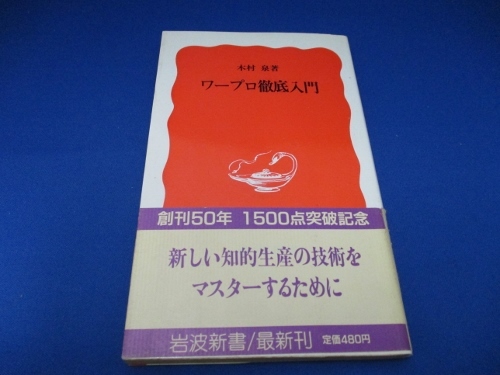 木村 泉著
ワープロ徹底入門
創刊50年 1500点突破記念
新しい知的生産の技術を
マスターするために
岩波新書/最新刊 定価480円